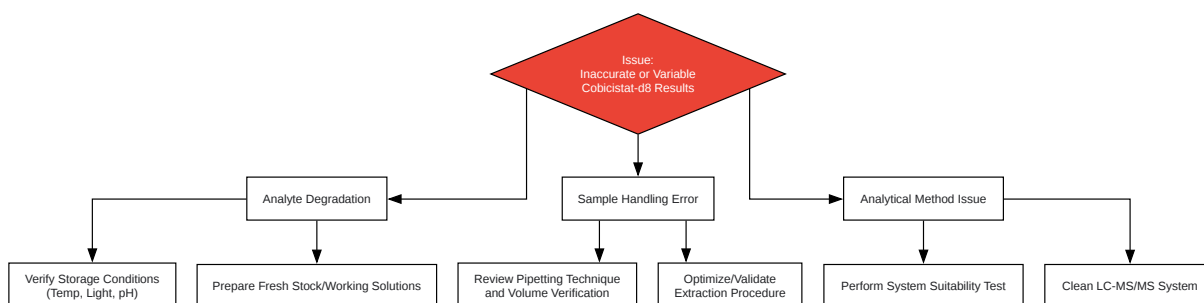 Issue:
Inaccurate or Variable
Cobicistat-d8 Results
Analyte Degradation
Sample Handling Error
Analytical Method Issue
Verify Storage Conditions
(Temp, Light, pH)
Prepare Fresh Stock/Working Solutions
Review Pipetting Technique
and Volume Verification
Optimize/Validate
Extraction Procedure
Perform System Suitability Test
Clean LC-MS/MS System